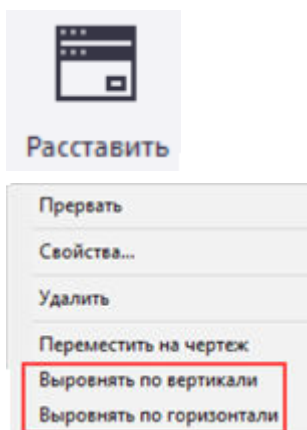 Расставить
Прервать
Свойства...
Удалить
Переместить на чертеж
Выровнять по вертикали
Выровнять по горизонтали